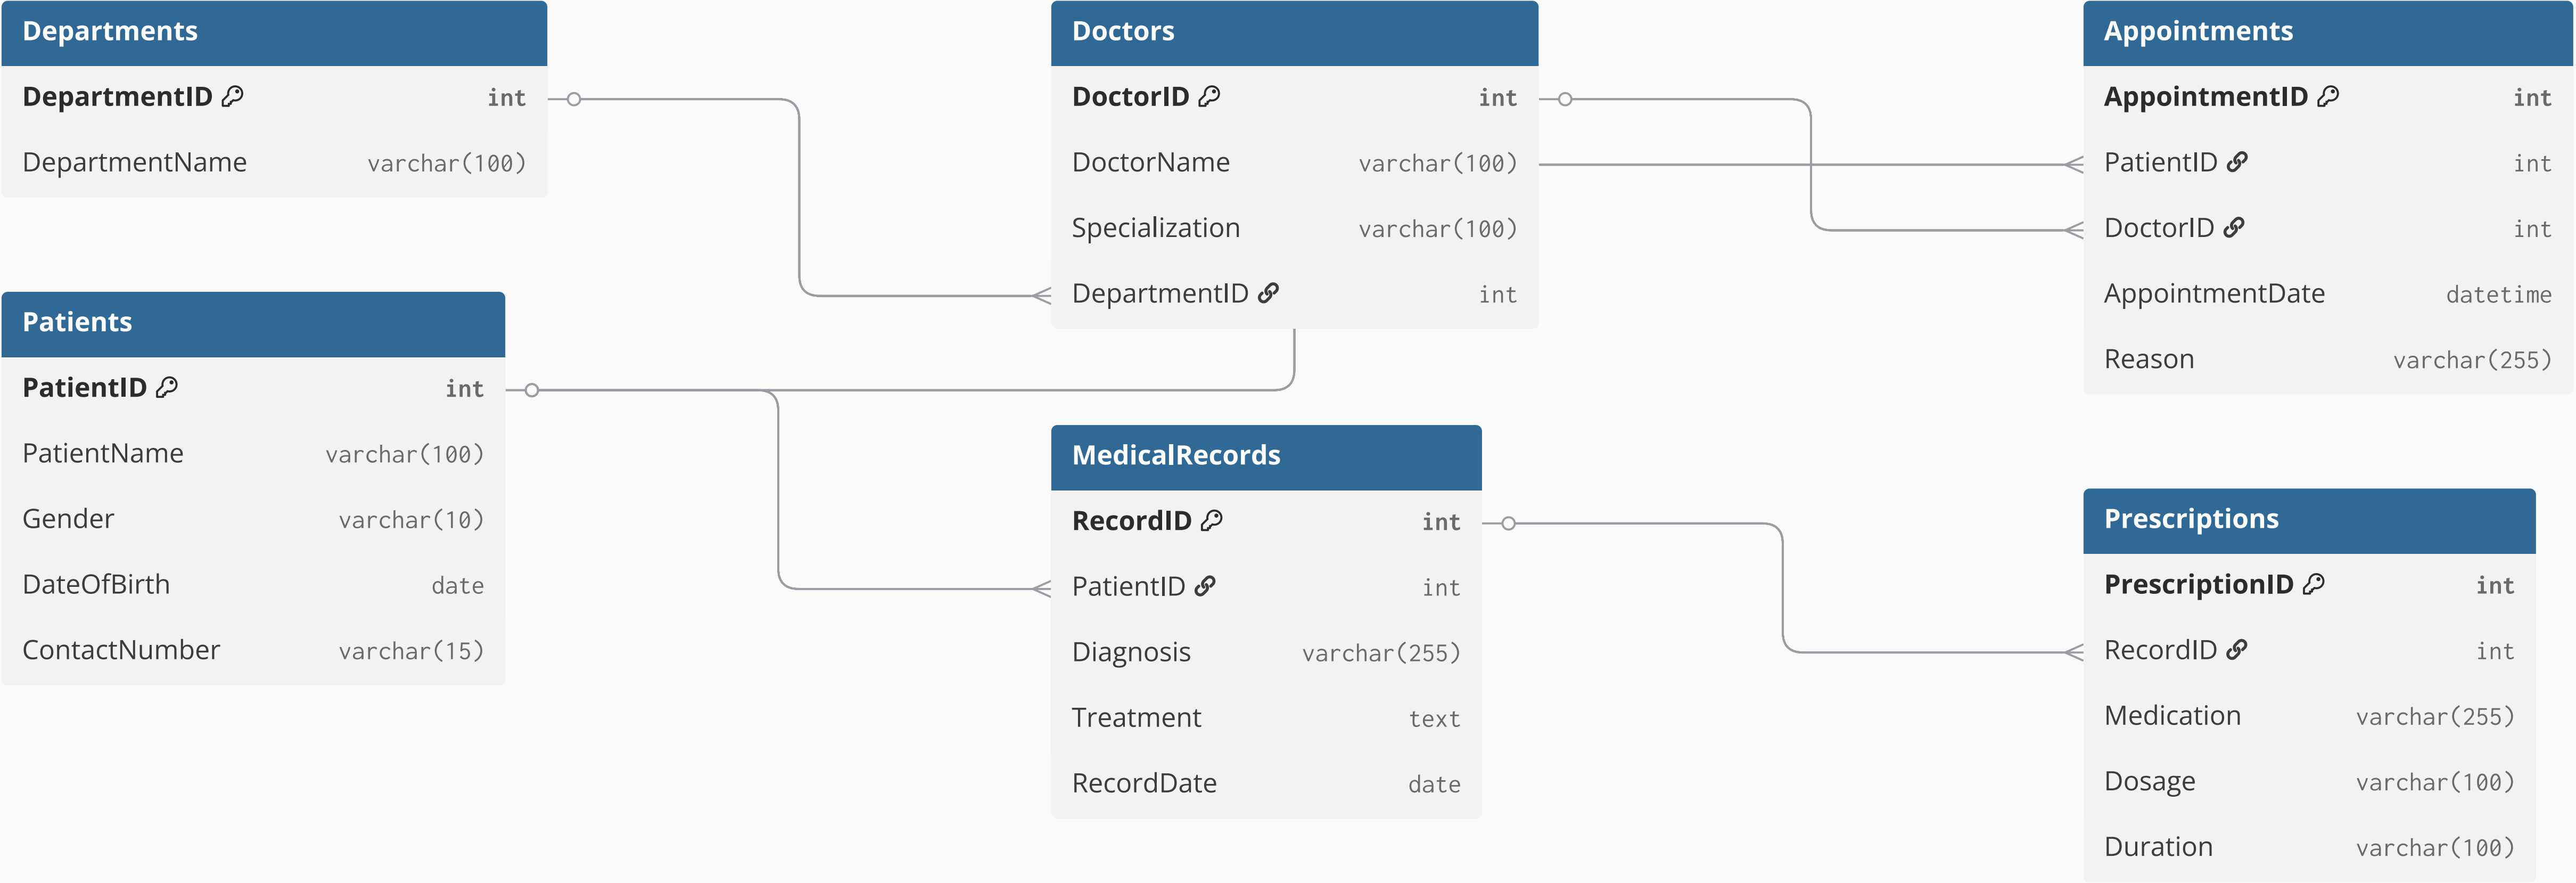 Departments
DepartmentID int
DepartmentName varchar(100)
Patients
PatientID int
PatientName varchar(100)
Gender varchar(10)
DateOfBirth date
ContactNumber varchar(15)
Doctors
DoctorID int
DoctorName varchar(100)
Specialization varchar(100)
DepartmentID int
MedicalRecords
RecordID int
PatientID int
Diagnosis varchar(255)
Treatment text
RecordDate date
Appointments
AppointmentID int
PatientID int
DoctorID int
AppointmentDate datetime
Reason varchar(255)
Prescriptions
PrescriptionID int
RecordID int
Medication varchar(255)
Dosage varchar(100)
Duration varchar(100)